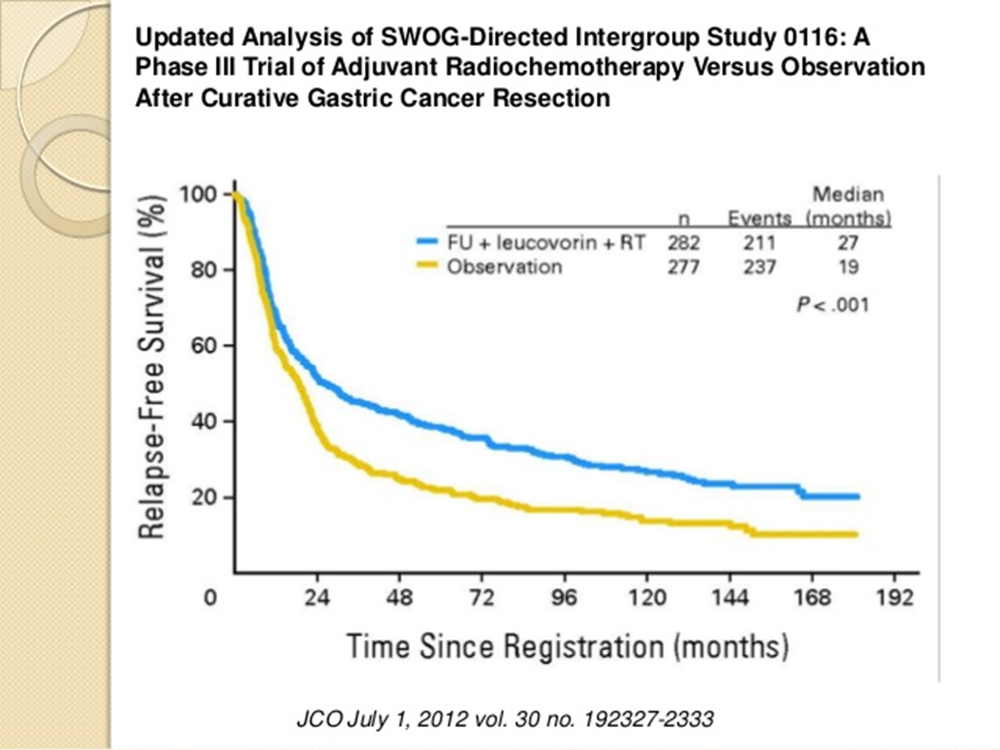 Updated Analysis of SWOG-Directed Intergroup Study 0116: A
Phase III Trial of Adjuvant Radiochemotherapy Versus Observation
After Curative Gastric Cancer Resection
Relapse-Free Survival (%)
100
80
60
40
20
Median
n Events (months)
FU + leucovorin + RT 282 211 27
Observation 277 237 19
P < .001
0 24 48 72 96 120 144 168 192
Time Since Registration (months)
JCO July 1, 2012 vol. 30 no. 192327-2333